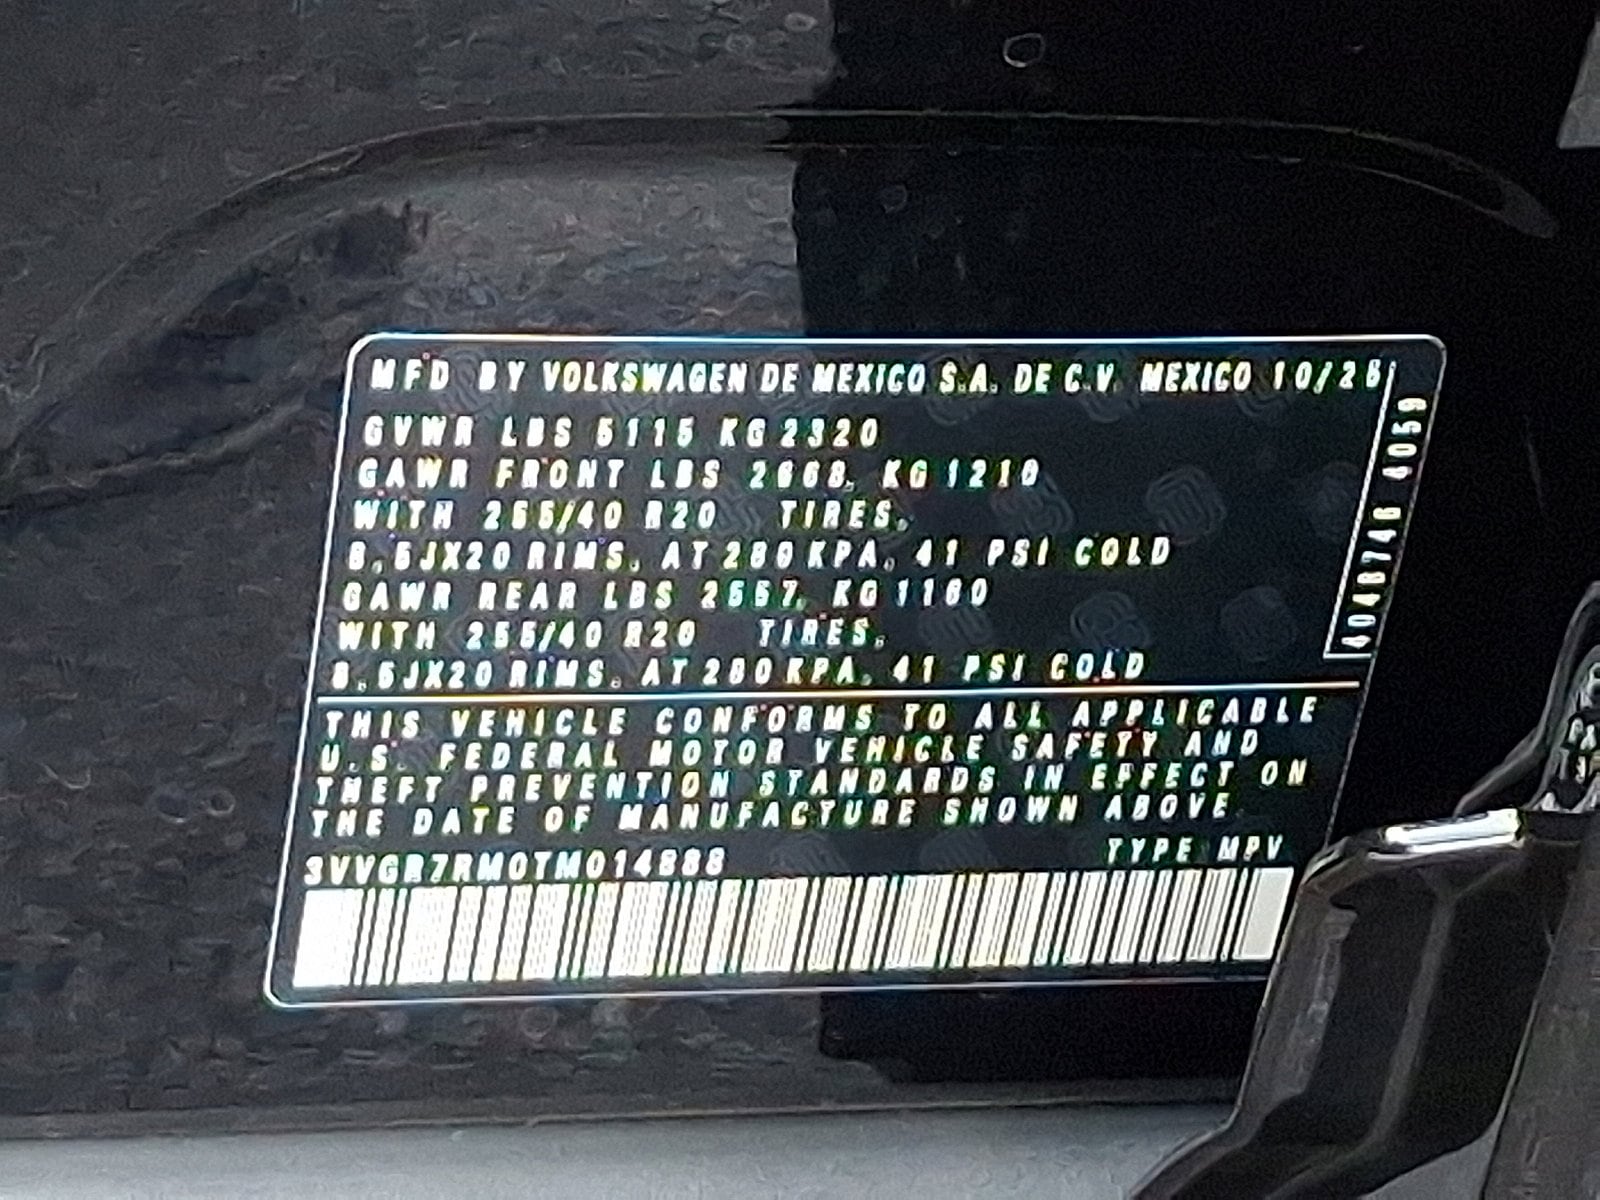 MFD BY VOLKSWAGEN DE MEXICO S.A. DE C.V. MEXICO 10/25
GVWR LBS 5115 KG 2320
GAWR FRONT LBS 2668, KG 1210
WITH 255/40 R20 TIRES,
8,5JX20 RIMS, AT 280 KPA, 41 PSI COLD
GAWR REAR LBS 2557, KG 1160
WITH 255/40 R20 TIRES,
8,5JX20 RIMS, AT 280 KPA, 41 PSI COLD
THIS VEHICLE CONFORMS TO ALL APPLICABLE
U.S. FEDERAL MOTOR VEHICLE SAFETY AND
THEFT PREVENTION STANDARDS IN EFFECT ON
THE DATE OF MANUFACTURE SHOWN ABOVE
3VVGR7RM0TM014888 TYPE MPV
4059